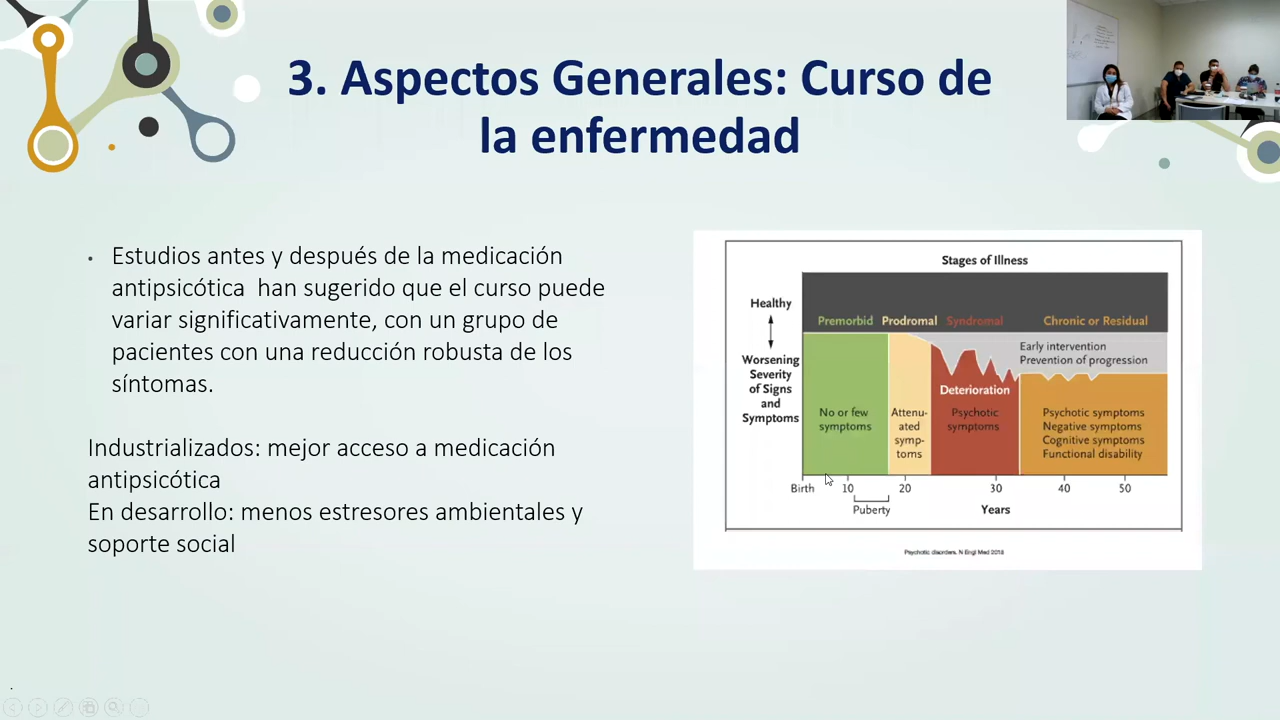 3. Aspectos Generales: Curso de
la enfermedad
• Estudios antes y después de la medicación
antipsicótica han sugerido que el curso puede
variar significativamente, con un grupo de
pacientes con una reducción robusta de los
síntomas.
Industrializados: mejor acceso a medicación
antipsicótica
En desarrollo: menos estresores ambientales y
soporte social
Stages of Illness
Healthy
Worsening
Severity
of Signs
and
Symptoms
Premorbid
Prodromal
Syndromal
Chronic or Residual
Early intervention
Prevention of progression
Deterioration
No or few
symptoms
Attenu-
ated
symp-
toms
Psychotic
symptoms
Psychotic symptoms
Negative symptoms
Cognitive symptoms
Functional disability
Birth 10 20 30 40 50
Puberty
Years
Psychotic disorders. N Engl Med 2018